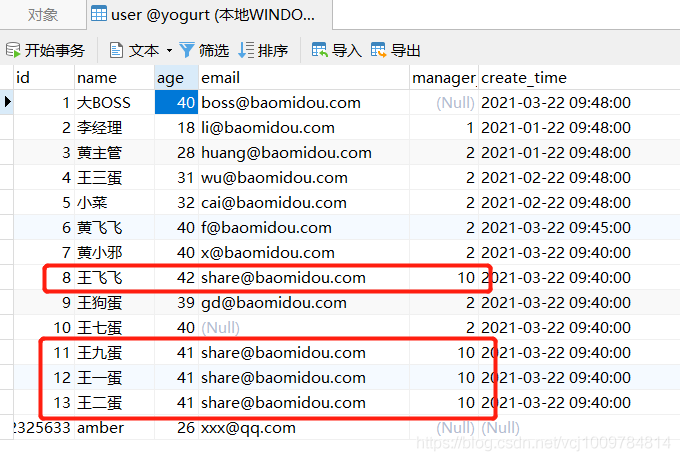 对象 user @yogurt (本地WINDO...
开始事务 文本 筛选 排序 导入 导出
id name age email manager_ create_time
1 大BOSS 40 boss@baomidou.com (Null) 2021-03-22 09:48:00
2 李经理 18 li@baomidou.com 1 2021-01-22 09:48:00
3 黄主管 28 huang@baomidou.com 2 2021-01-22 09:48:00
4 王三蛋 31 wu@baomidou.com 2 2021-02-22 09:48:00
5 小菜 32 cai@baomidou.com 2 2021-02-22 09:48:00
6 黄飞飞 40 f@baomidou.com 2 2021-03-22 09:45:00
7 黄小邪 40 x@baomidou.com 2 2021-03-22 09:40:00
8 王飞飞 42 share@baomidou.com 10 2021-03-22 09:40:00
9 王狗蛋 39 gd@baomidou.com 2 2021-03-22 09:40:00
10 王七蛋 40 (Null) 2 2021-03-22 09:40:00
11 王九蛋 41 share@baomidou.com 10 2021-03-22 09:40:00
12 王一蛋 41 share@baomidou.com 10 2021-03-22 09:40:00
13 王二蛋 41 share@baomidou.com 10 2021-03-22 09:40:00
2325633 amber 26 xxx@qq.com (Null) (Null)
https://blog.csdn.net/vcj1009784814